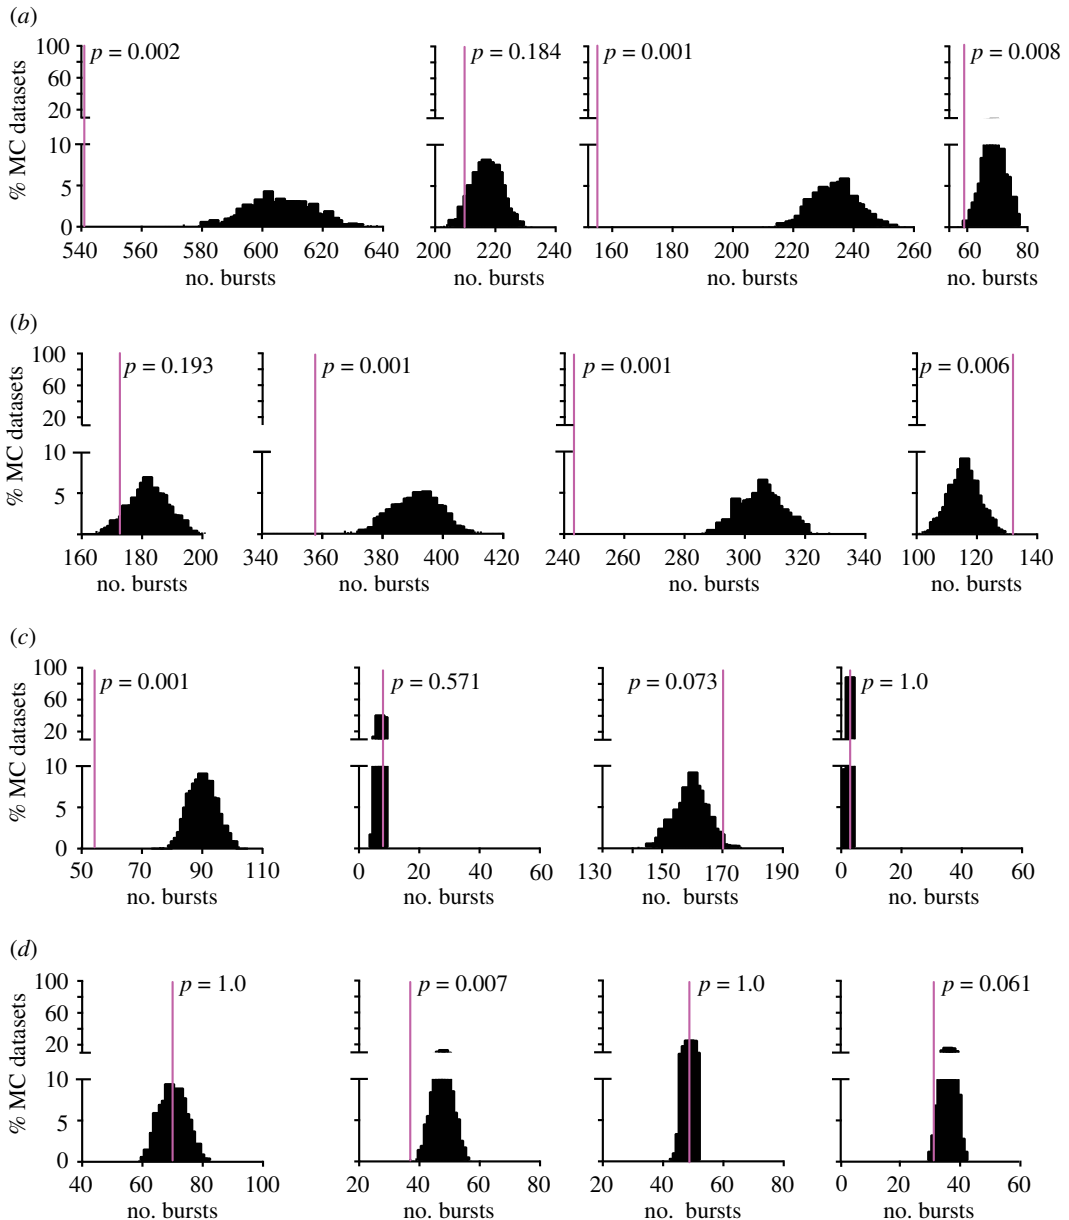 (a)
p = 0.002 p = 0.184 p = 0.001 p = 0.008
100
60
20
10
5
0
% MC datasets
540 560 580 600 620 640 200 220 240 160 200 220 240 260 60 80
no. bursts no. bursts no. bursts no. bursts
(b)
p = 0.193 p = 0.001 p = 0.001 p = 0.006
100
60
20
10
5
% MC datasets
160 180 200 340 360 380 400 420 240 260 280 300 320 340 100 120 140
no. bursts no. bursts no. bursts no. bursts
(c)
p = 0.001 p = 0.571 p = 0.073 p = 1.0
100
60
20
10
5
0
% MC datasets
50 70 90 110 0 20 40 60 130 150 170 190 0 20 40 60
no. bursts no. bursts no. bursts no. bursts
(d)
p = 1.0 p = 0.007 p = 1.0 p = 0.061
100
60
20
10
5
0
% MC datasets
40 60 80 100 20 40 60 80 20 40 60 80 0 20 40 60
no. bursts no. bursts no. bursts no. bursts